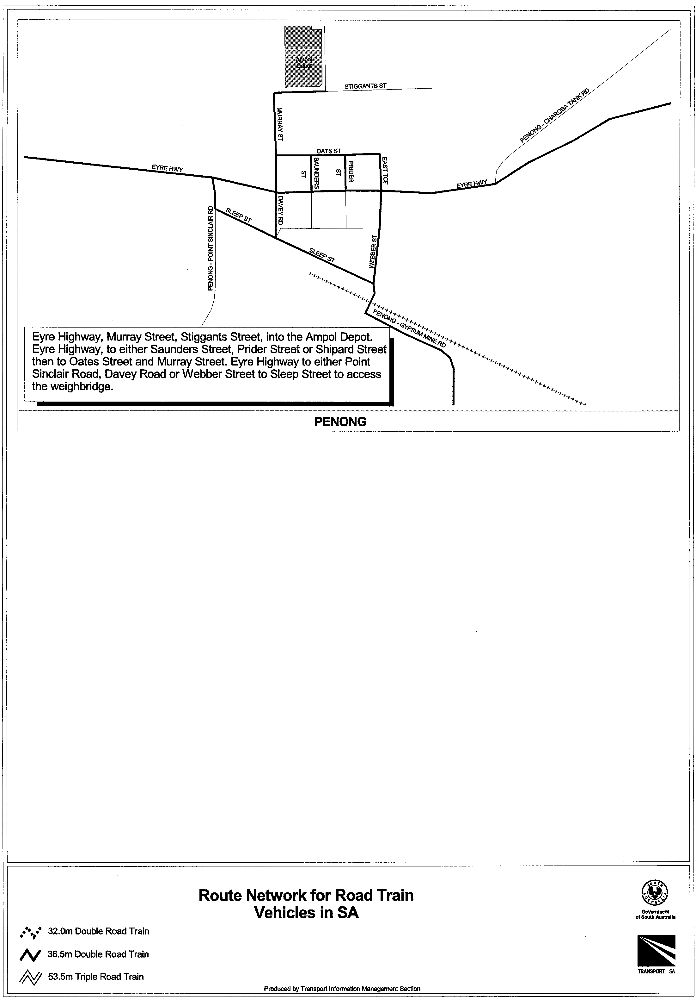 Ampol
Depot
STIGGANTS ST
PENONG - CHAROBA TANK RD
MURRAY ST
OATS ST
EYRE HWY
SAUNDERS
ST
PRIDER
ST
EAST TCE
EYRE HWY
DAVEY RD
SLEEP ST
PENONG - POINT SINCLAIR RD
SLEEP ST
WEBBER ST
PENONG - GYPSUM MINE RD
Eyre Highway, Murray Street, Stiggants Street, into the Ampol Depot.
Eyre Highway, to either Saunders Street, Prider Street or Shipard Street
then to Oates Street and Murray Street. Eyre Highway to either Point
Sinclair Road, Davey Road or Webber Street to Sleep Street to access
the weighbridge.
PENONG
Route Network for Road Train
Vehicles in SA
32.0m Double Road Train
36.5m Double Road Train
53.5m Triple Road Train
Produced by Transport Information Management Section
SOUTH
AUSTRALIA
Government
of South Australia
TRANSPORT SA